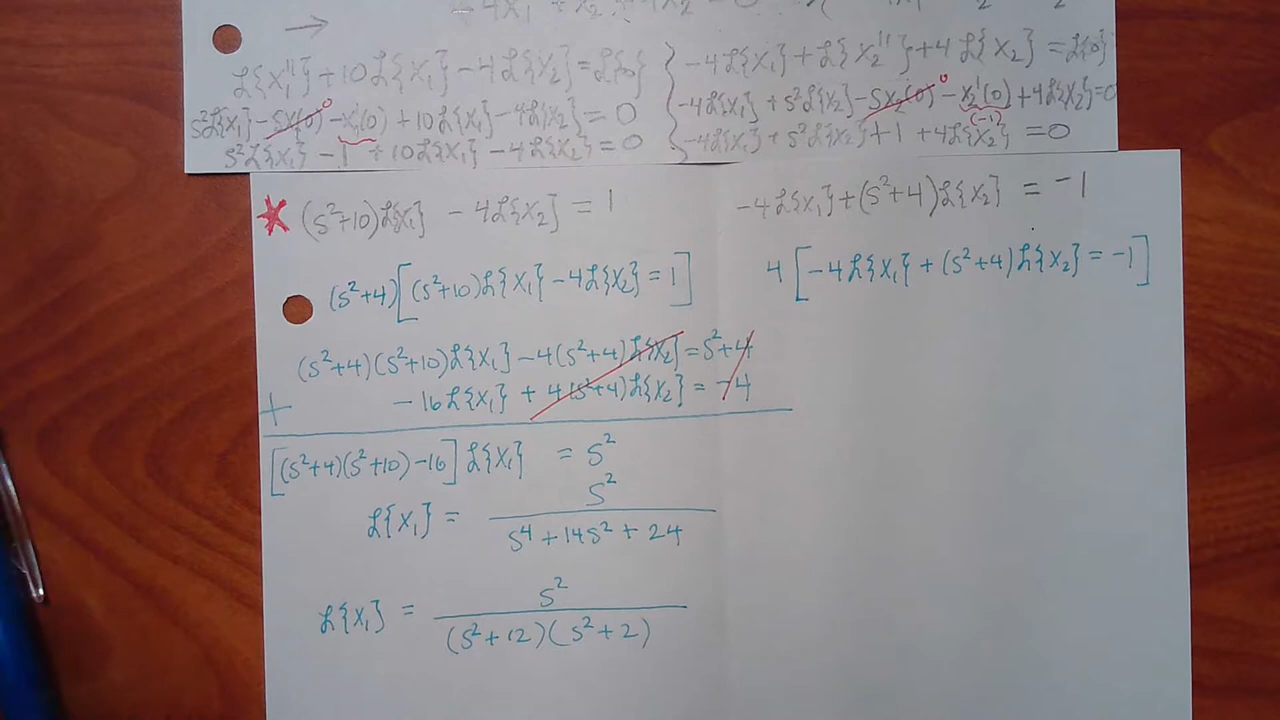 -4x₁ + x₂'' + 4x₂ = 0
→
ℒ{x₁''} + 10ℒ{x₁} - 4ℒ{x₂} = ℒ{0}
s²ℒ{x₁} - sx₁(0) - x₁'(0) + 10ℒ{x₁} - 4ℒ{x₂} = 0
0
s²ℒ{x₁} - 1 + 10ℒ{x₁} - 4ℒ{x₂} = 0
-4ℒ{x₁} + ℒ{x₂''} + 4ℒ{x₂} = ℒ{0}
-4ℒ{x₁} + s²ℒ{x₂} - sx₂(0) - x₂'(0) + 4ℒ{x₂} = 0
0
(-1)
-4ℒ{x₁} + s²ℒ{x₂} + 1 + 4ℒ{x₂} = 0
* (s²+10)ℒ{x₁} - 4ℒ{x₂} = 1
-4ℒ{x₁} + (s²+4)ℒ{x₂} = -1
(s²+4)[(s²+10)ℒ{x₁} - 4ℒ{x₂} = 1]
4[-4ℒ{x₁} + (s²+4)ℒ{x₂} = -1]
(s²+4)(s²+10)ℒ{x₁} - 4(s²+4)ℒ{x₂} = s²+4
+ -16ℒ{x₁} + 4(s²+4)ℒ{x₂} = -4
[(s²+4)(s²+10) - 16]ℒ{x₁} = s²
ℒ{x₁} = s² / (s⁴ + 14s² + 24)
ℒ{x₁} = s² / ((s²+12)(s²+2))